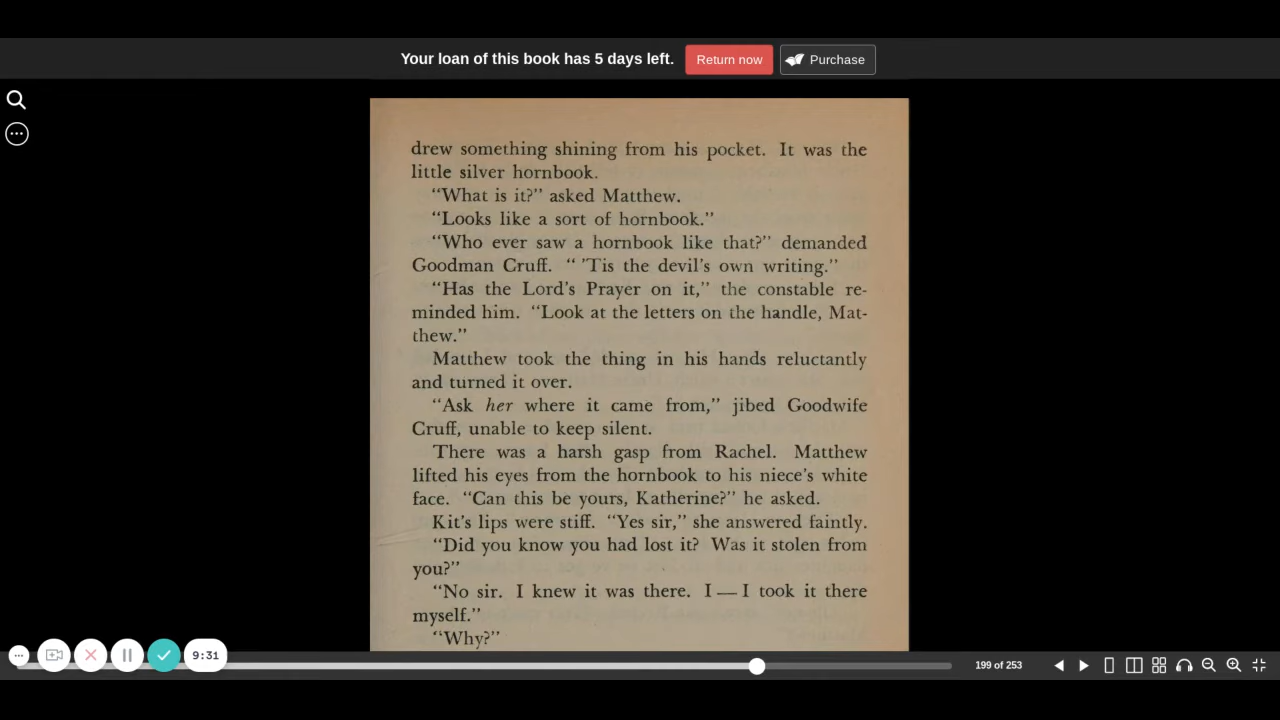 Your loan of this book has 5 days left. Return now Purchase
drew something shining from his pocket. It was the
little silver hornbook.
“What is it?” asked Matthew.
“Looks like a sort of hornbook.”
“Who ever saw a hornbook like that?” demanded
Goodman Cruff. “ ’Tis the devil’s own writing.”
“Has the Lord’s Prayer on it,” the constable re-
minded him. “Look at the letters on the handle, Mat-
thew.”
Matthew took the thing in his hands reluctantly
and turned it over.
“Ask her where it came from,” jibed Goodwife
Cruff, unable to keep silent.
There was a harsh gasp from Rachel. Matthew
lifted his eyes from the hornbook to his niece’s white
face. “Can this be yours, Katherine?” he asked.
Kit’s lips were stiff. “Yes sir,” she answered faintly.
“Did you know you had lost it? Was it stolen from
you?”
“No sir. I knew it was there. I — I took it there
myself.”
“Why?”
9:31
199 of 253